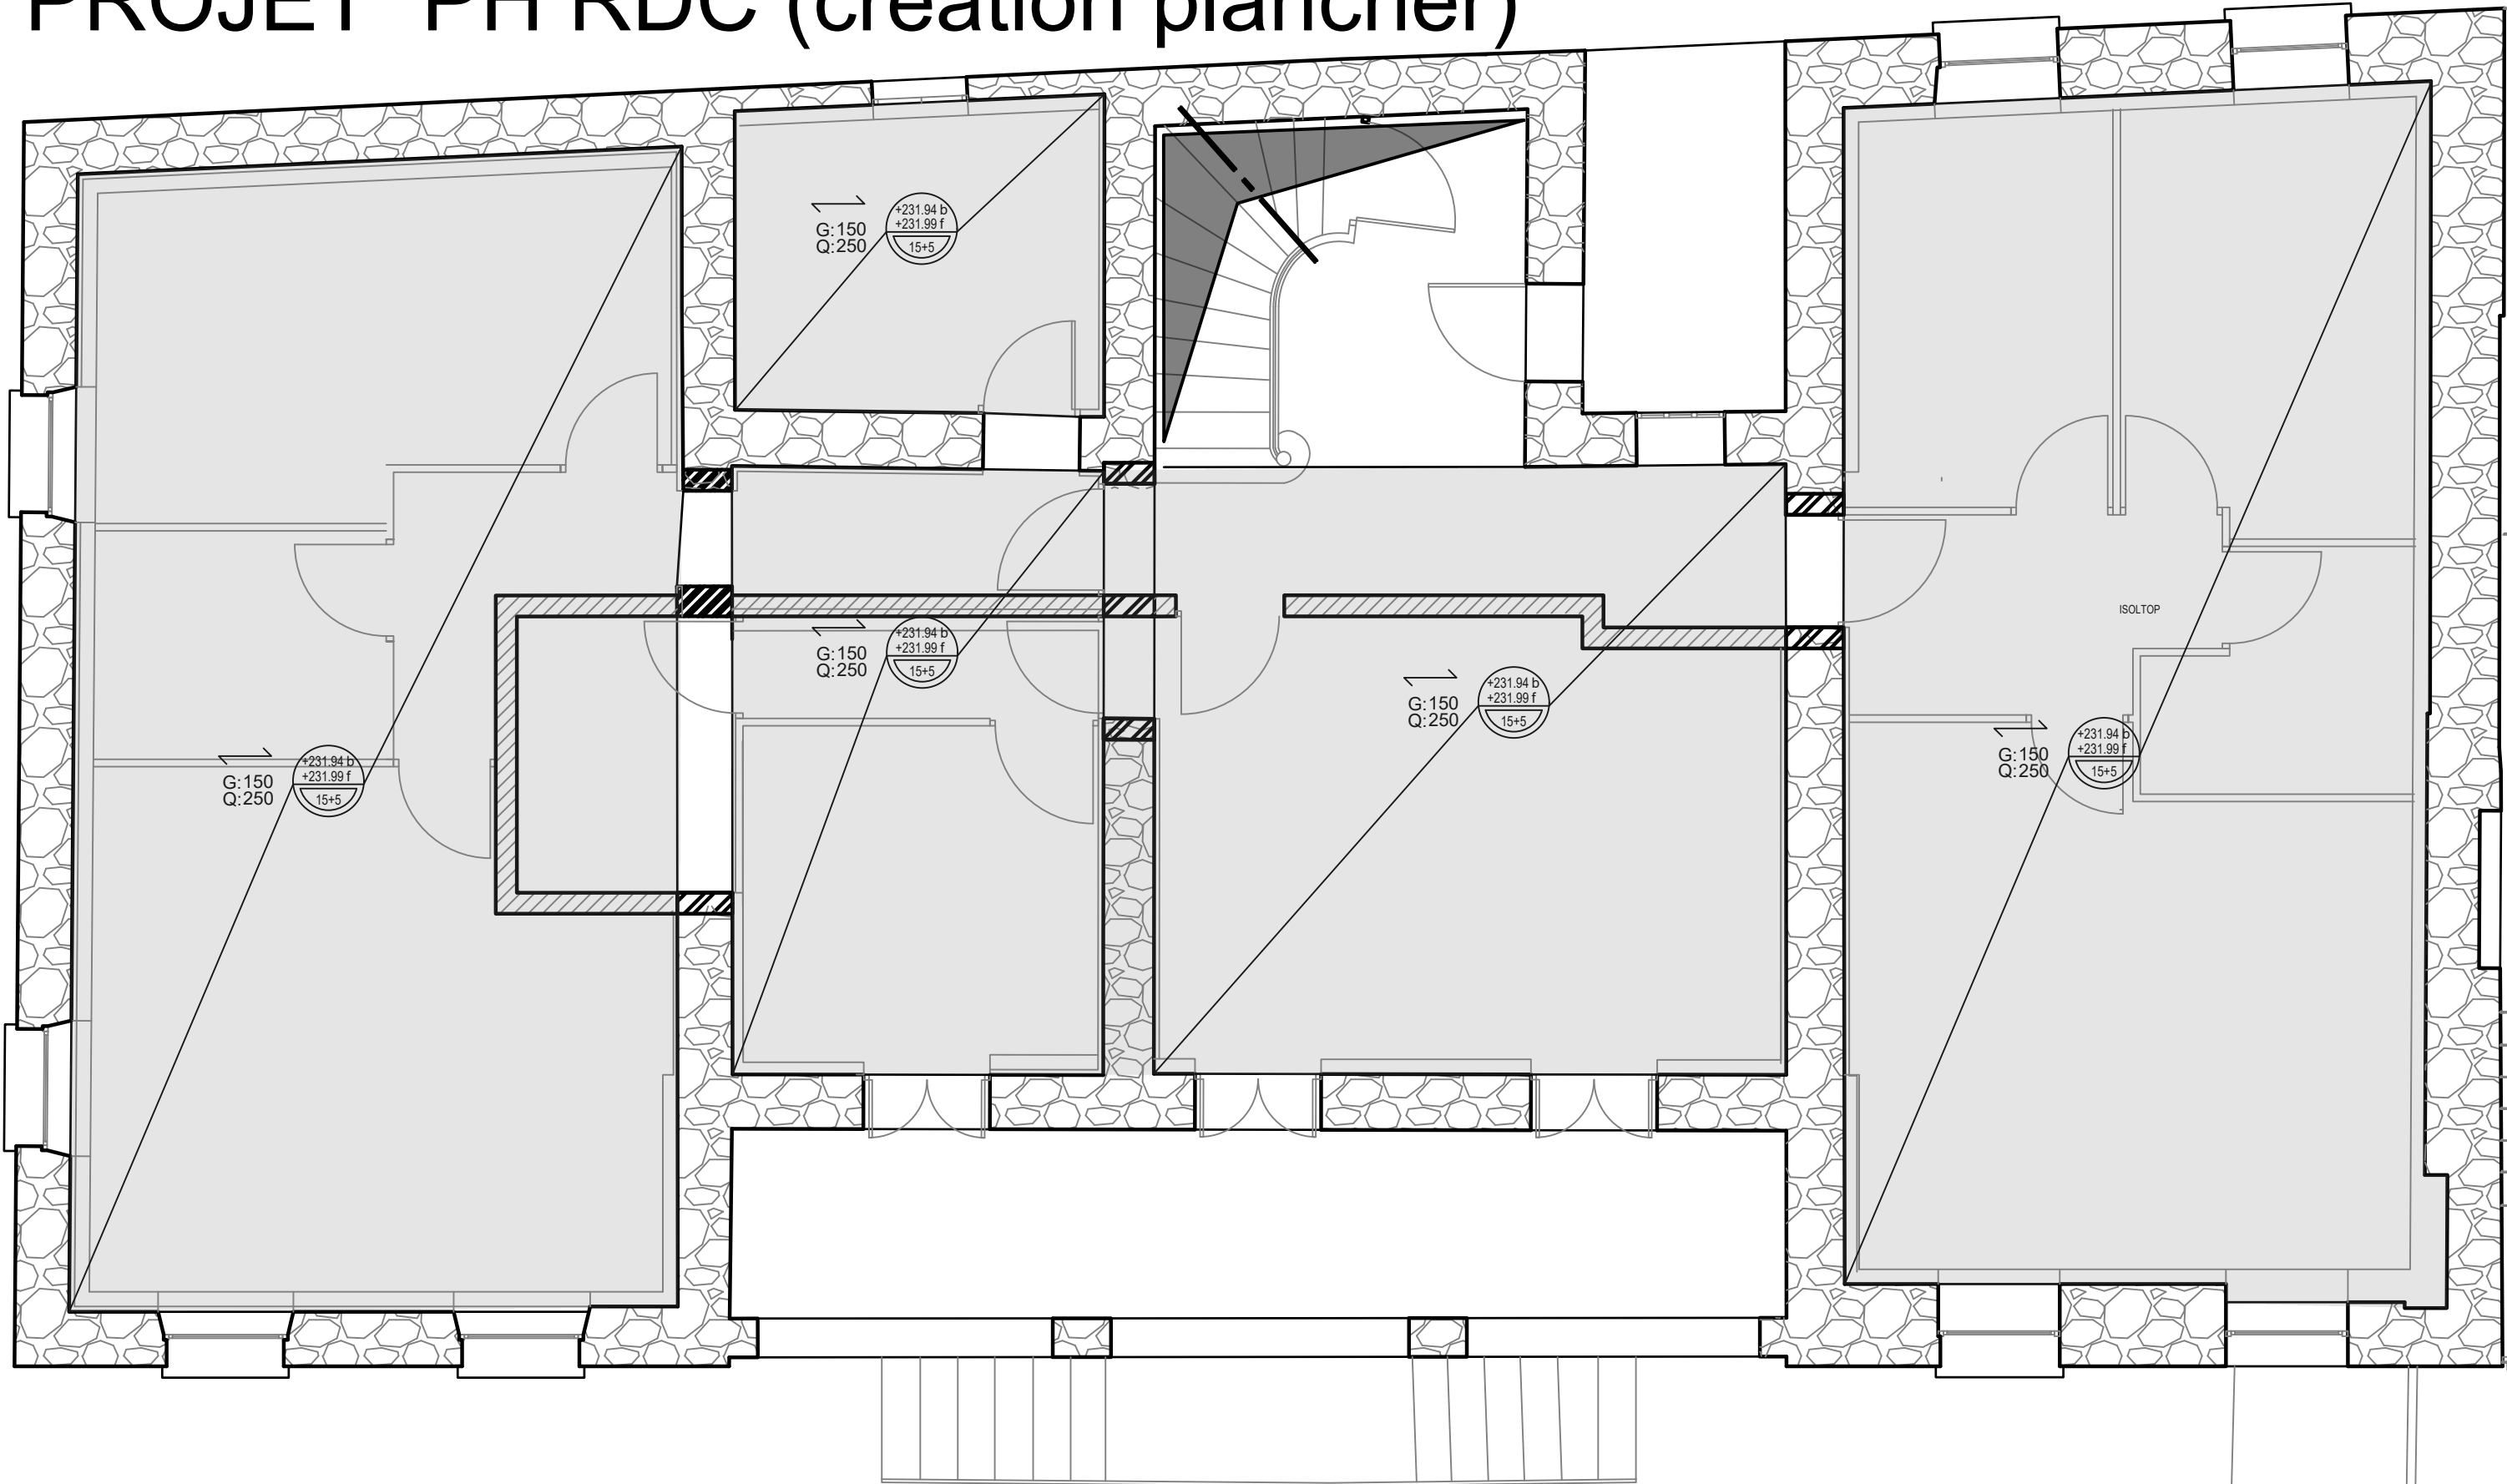 PROJET PH RDC (création plancher)
G:150
Q:250
+231.94 b
+231.99 f
15+5
G:150
Q:250
+231.94 b
+231.99 f
15+5
G:150
Q:250
+231.94 b
+231.99 f
15+5
G:150
Q:250
+231.94 b
+231.99 f
15+5
G:150
Q:250
+231.94 b
+231.99 f
15+5
ISOLTOP